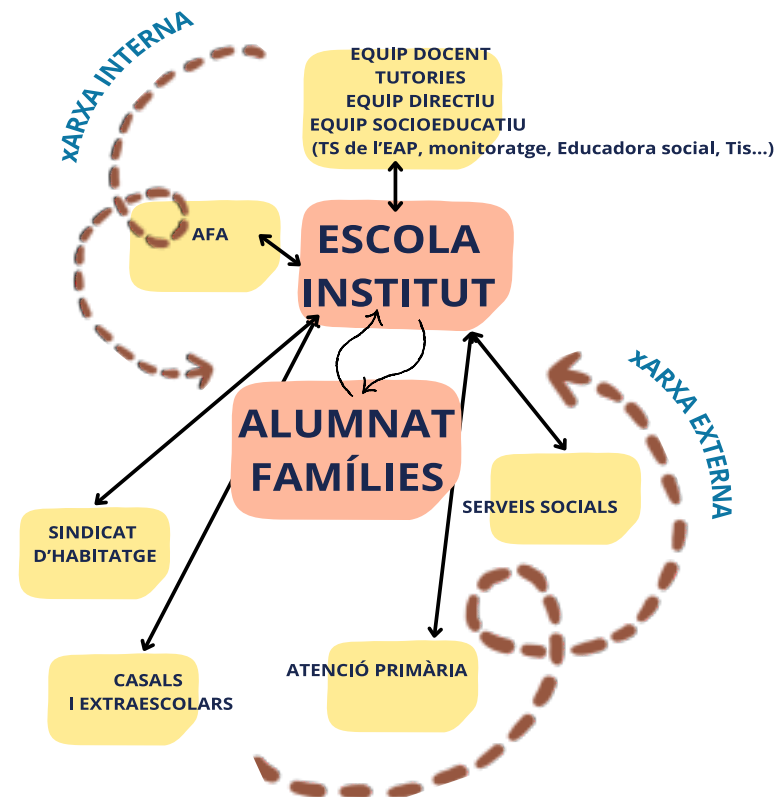 xARXA INTERNA
EQUIP DOCENT
TUTORIES
EQUIP DIRECTIU
EQUIP SOCIOEDUCATIU
(TS de l'EAP, monitoratge, Educadora social, Tis...)
AFA
ESCOLA
INSTITUT
xARXA EXTERNA
ALUMNAT
FAMÍLIES
SERVEIS SOCIALS
SINDICAT
D'HABITATGE
ATENCIÓ PRIMÀRIA
CASALS
I EXTRAESCOLARS